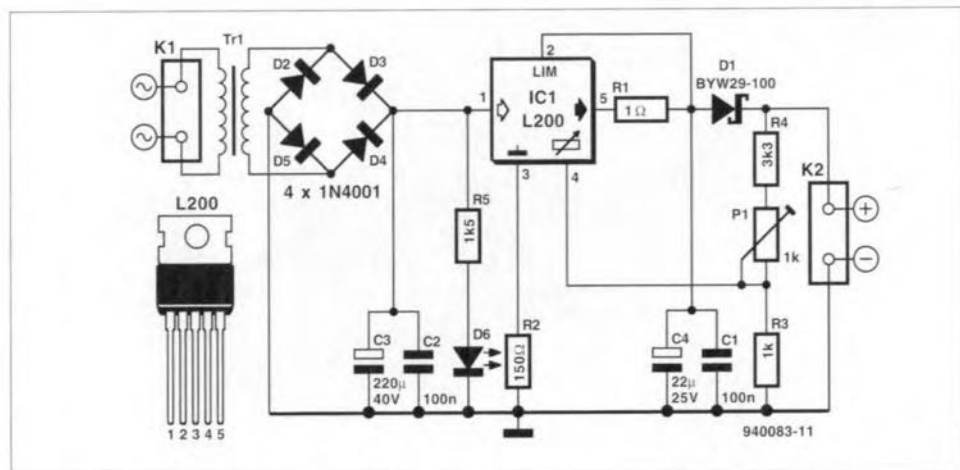 K1
Tr1
D2
D3
D5
D4
4 x 1N4001
L200
1 2 3 4 5
1
2
LIM
IC1
L200
5
3
4
R1
1Ω
D1
BYW29-100
R4
3k3
P1
1k
K2
+
−
R5
1k5
D6
R2
150Ω
C3
220µ
40V
C2
100n
C4
22µ
25V
C1
100n
R3
1k
940083-11